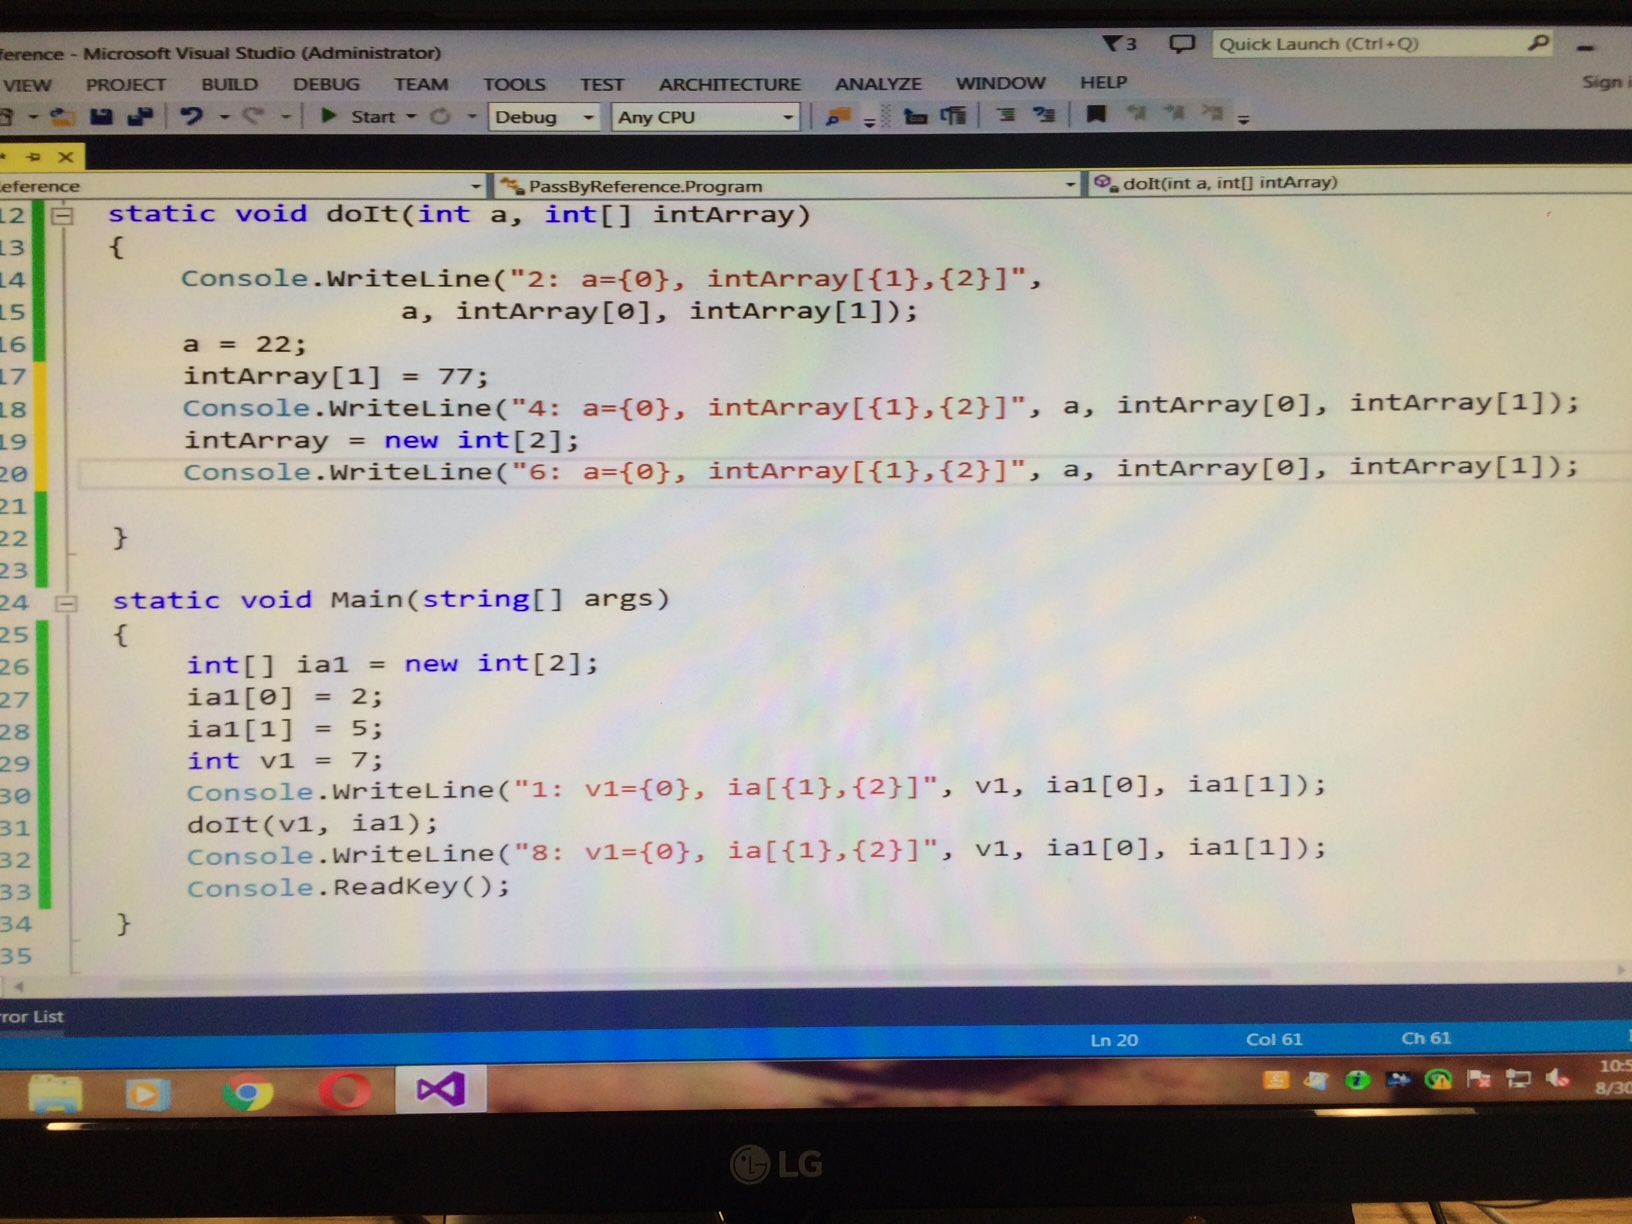 ference - Microsoft Visual Studio (Administrator)
3
Quick Launch (Ctrl+Q)
VIEW PROJECT BUILD DEBUG TEAM TOOLS TEST ARCHITECTURE ANALYZE WINDOW HELP
Sign i
Start Debug Any CPU
eference PassByReference.Program doIt(int a, int[] intArray)
12 static void doIt(int a, int[] intArray)
13 {
14 Console.WriteLine("2: a={0}, intArray[{1},{2}]",
15 a, intArray[0], intArray[1]);
16 a = 22;
17 intArray[1] = 77;
18 Console.WriteLine("4: a={0}, intArray[{1},{2}]", a, intArray[0], intArray[1]);
19 intArray = new int[2];
20 Console.WriteLine("6: a={0}, intArray[{1},{2}]", a, intArray[0], intArray[1]);
21
22 }
23
24 static void Main(string[] args)
25 {
26 int[] ia1 = new int[2];
27 ia1[0] = 2;
28 ia1[1] = 5;
29 int v1 = 7;
30 Console.WriteLine("1: v1={0}, ia[{1},{2}]", v1, ia1[0], ia1[1]);
31 doIt(v1, ia1);
32 Console.WriteLine("8: v1={0}, ia[{1},{2}]", v1, ia1[0], ia1[1]);
33 Console.ReadKey();
34 }
35
ror List
Ln 20 Col 61 Ch 61
10:5
8/30
LG